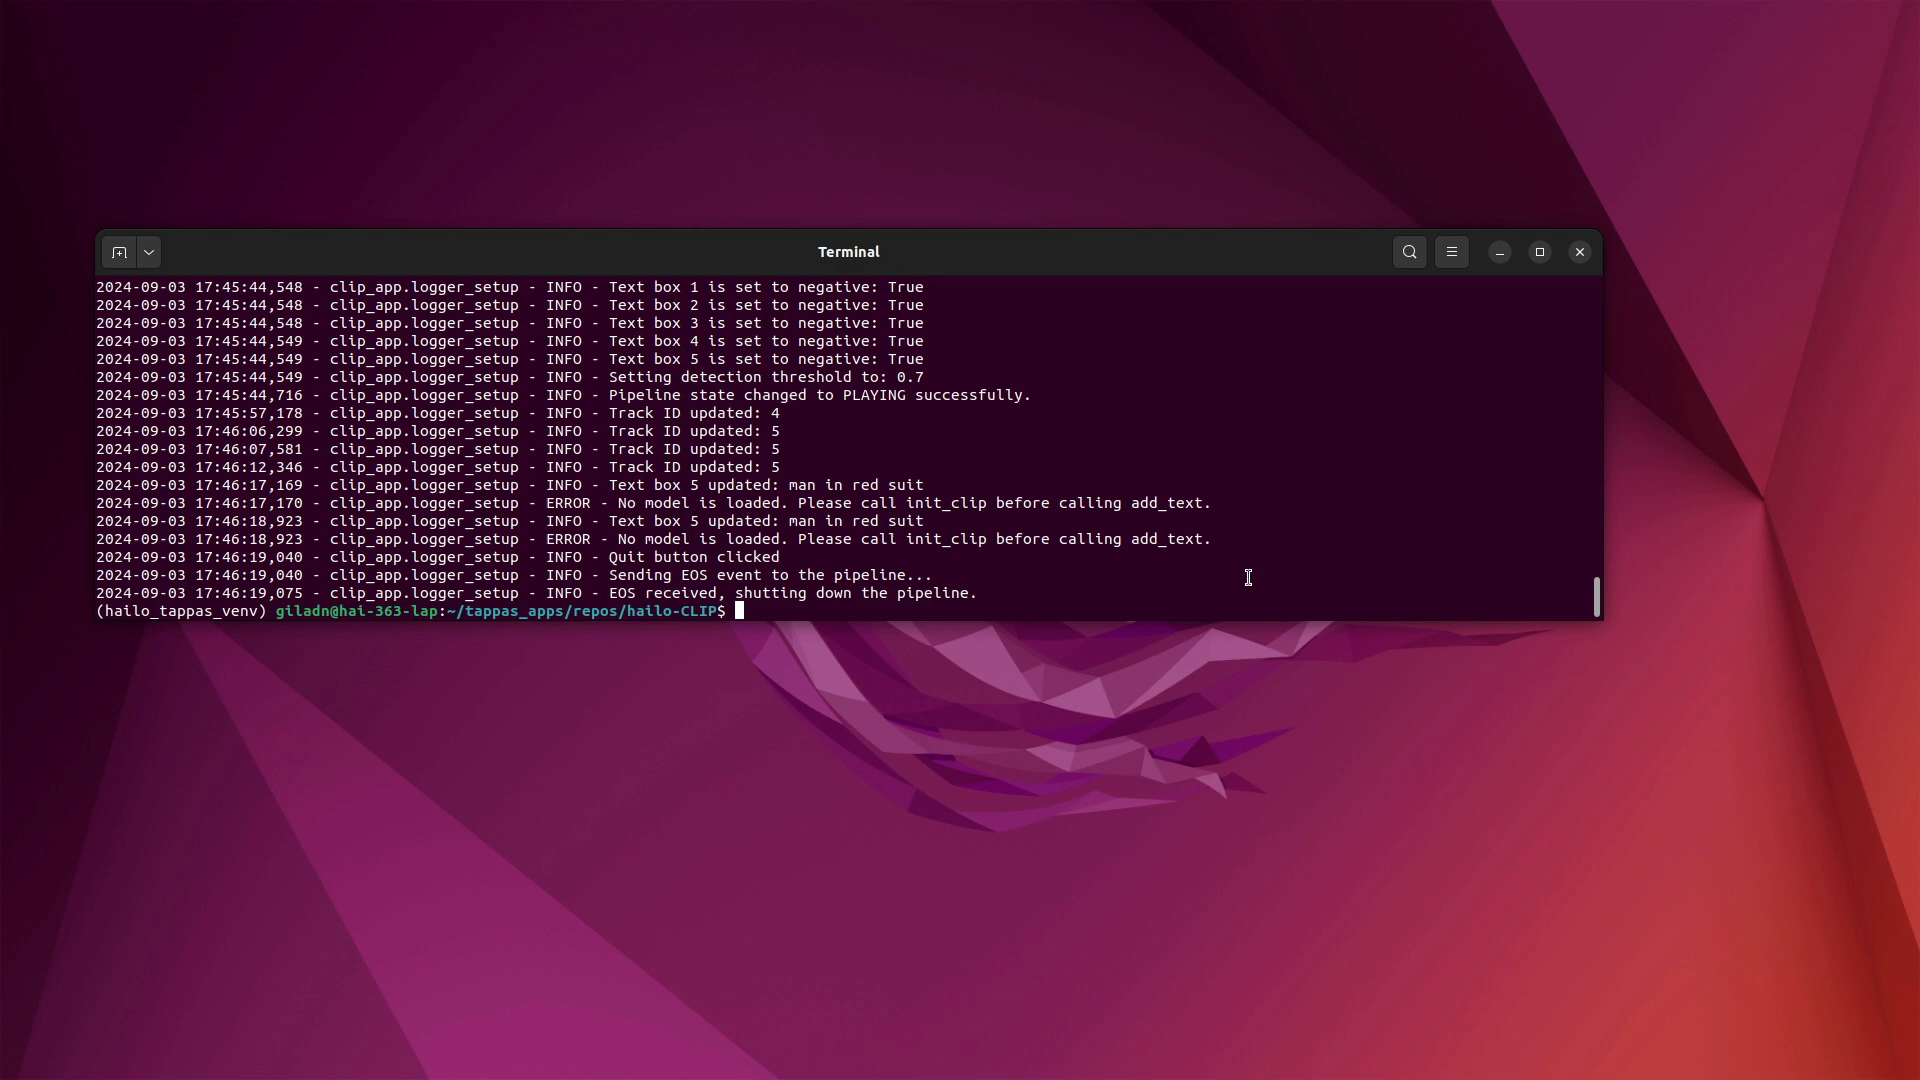 Terminal
2024-09-03 17:45:44,548 - clip_app.logger_setup - INFO - Text box 1 is set to negative: True
2024-09-03 17:45:44,548 - clip_app.logger_setup - INFO - Text box 2 is set to negative: True
2024-09-03 17:45:44,548 - clip_app.logger_setup - INFO - Text box 3 is set to negative: True
2024-09-03 17:45:44,549 - clip_app.logger_setup - INFO - Text box 4 is set to negative: True
2024-09-03 17:45:44,549 - clip_app.logger_setup - INFO - Text box 5 is set to negative: True
2024-09-03 17:45:44,549 - clip_app.logger_setup - INFO - Setting detection threshold to: 0.7
2024-09-03 17:45:44,716 - clip_app.logger_setup - INFO - Pipeline state changed to PLAYING successfully.
2024-09-03 17:45:57,178 - clip_app.logger_setup - INFO - Track ID updated: 4
2024-09-03 17:46:06,299 - clip_app.logger_setup - INFO - Track ID updated: 5
2024-09-03 17:46:07,581 - clip_app.logger_setup - INFO - Track ID updated: 5
2024-09-03 17:46:12,346 - clip_app.logger_setup - INFO - Track ID updated: 5
2024-09-03 17:46:17,169 - clip_app.logger_setup - INFO - Text box 5 updated: man in red suit
2024-09-03 17:46:17,170 - clip_app.logger_setup - ERROR - No model is loaded. Please call init_clip before calling add_text.
2024-09-03 17:46:18,923 - clip_app.logger_setup - INFO - Text box 5 updated: man in red suit
2024-09-03 17:46:18,923 - clip_app.logger_setup - ERROR - No model is loaded. Please call init_clip before calling add_text.
2024-09-03 17:46:19,040 - clip_app.logger_setup - INFO - Quit button clicked
2024-09-03 17:46:19,040 - clip_app.logger_setup - INFO - Sending EOS event to the pipeline...
2024-09-03 17:46:19,075 - clip_app.logger_setup - INFO - EOS received, shutting down the pipeline.
(hailo_tappas_venv) giladn@hai-363-lap:~/tappas_apps/repos/hailo-CLIP$